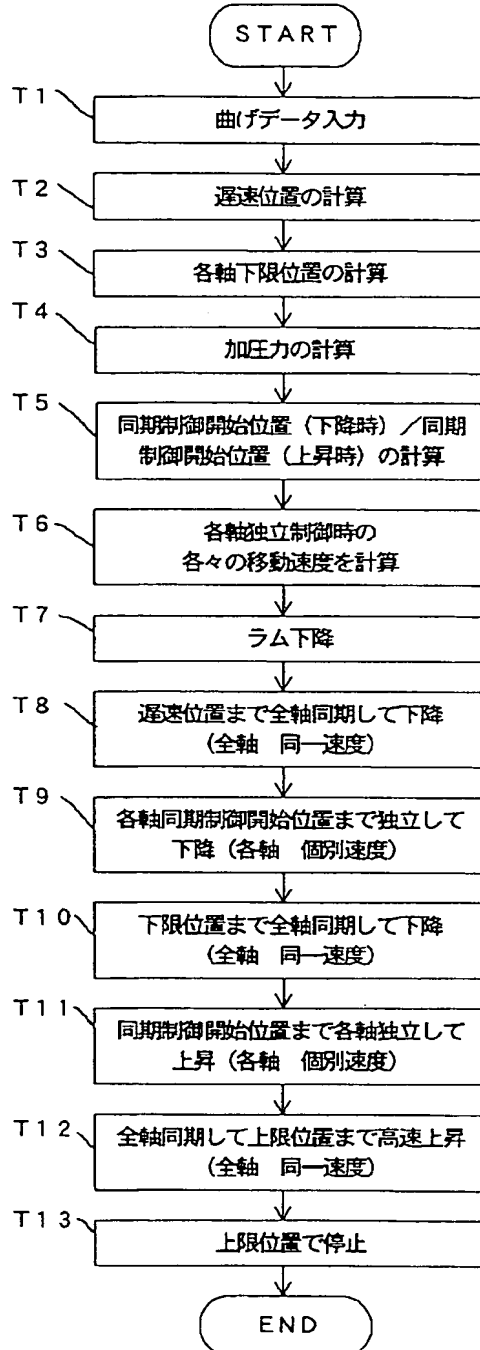 START
T1
曲げデータ入力
T2
遅速位置の計算
T3
各軸下限位置の計算
T4
加圧力の計算
T5
同期制御開始位置（下降時）／同期
制御開始位置（上昇時）の計算
T6
各軸独立制御時の
各々の移動速度を計算
T7
ラム下降
T8
遅速位置まで全軸同期して下降
（全軸 同一速度）
T9
各軸同期制御開始位置まで独立して
下降（各軸 個別速度）
T10
下限位置まで全軸同期して下降
（全軸 同一速度）
T11
同期制御開始位置まで各軸独立して
上昇（各軸 個別速度）
T12
全軸同期して上限位置まで高速上昇
（全軸 同一速度）
T13
上限位置で停止
END